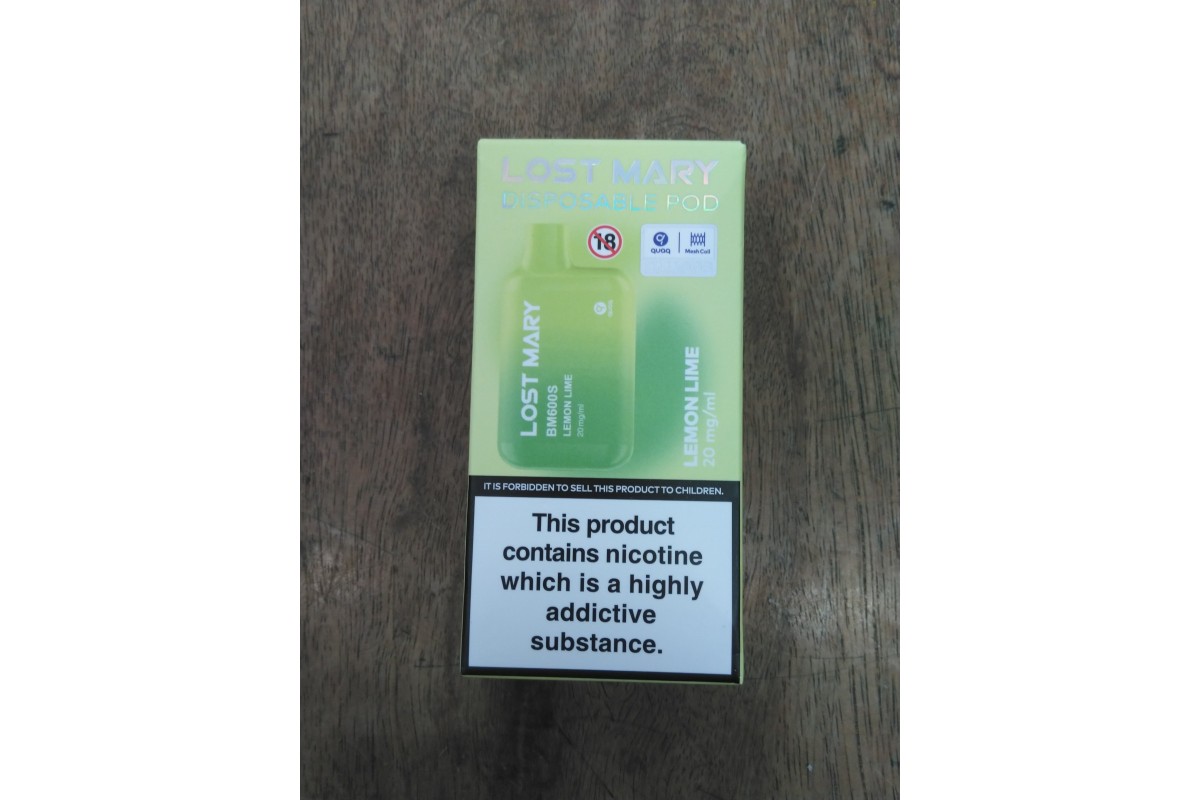 LOST MARY
DISPOSABLE POD
18
QUAQ
Mesh Coil
LOST MARY
BM600S
LEMON LIME
20mg/ml
LEMON LIME
20 mg/ml
IT IS FORBIDDEN TO SELL THIS PRODUCT TO CHILDREN.
This product
contains nicotine
which is a highly
addictive
substance.